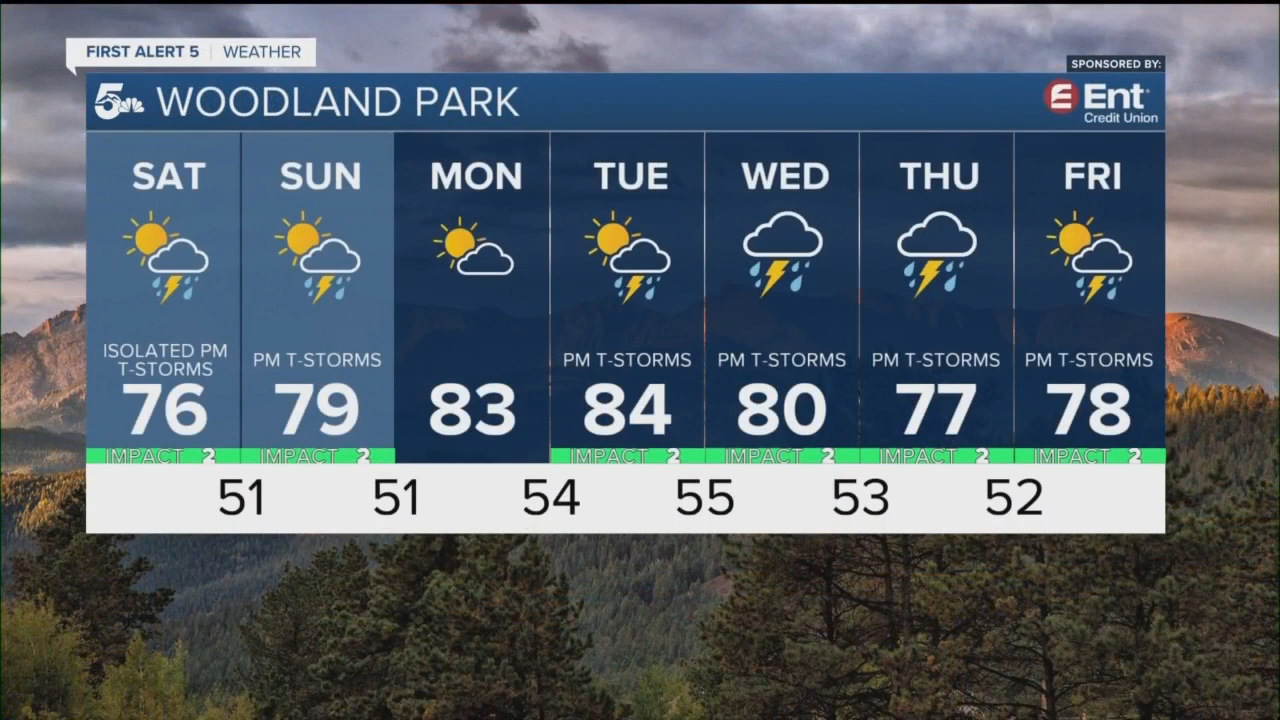 FIRST ALERT 5 | WEATHER
SPONSORED BY:
5 WOODLAND PARK
Ent
Credit Union
SAT SUN MON TUE WED THU FRI
ISOLATED PM
T-STORMS PM T-STORMS PM T-STORMS PM T-STORMS PM T-STORMS PM T-STORMS
76 79 83 84 80 77 78
IMPACT 2 IMPACT 2 IMPACT 2 IMPACT 2 IMPACT 2 IMPACT 2
51 51 54 55 53 52